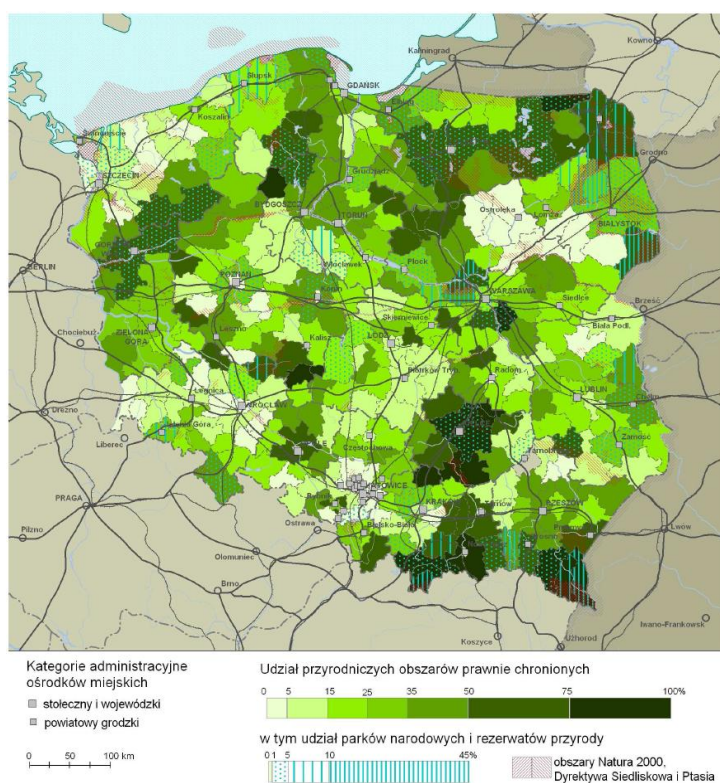 Kaliningrad
Kowno
Słupsk
GDAŃSK
Koszalin
Elbląg
Świnoujście
SZCZECIN
Grudziądz
Grodno
Ostrołęka
Łomża
BIAŁYSTOK
BYDGOSZCZ
TORUŃ
BERLIN
Włocławek
Płock
POZNAŃ
Konin
WARSZAWA
Siedlce
Brześć
Biała Podl.
Skierniewice
Chociebuż
ZIELONA
GÓRA
Leszno
Kalisz
ŁÓDŹ
Piotrków Tryb.
Radom
LUBLIN
Chełm
Drezno
Legnica
WROCŁAW
Jelenia Góra
Liberec
Zamość
Częstochowa
Tarnobrzeg
KATOWICE
PRAGA
KRAKÓW
Tarnów
RZESZÓW
Ostrawa
Bielsko-Biała
Krosno
Lwów
Pilzno
Ołomuniec
Brno
Koszyce
Użhorod
Iwano-Frankowsk
Kategorie administracyjne
ośrodków miejskich
stołeczny i wojewódzki
powiatowy grodzki
0 50 100 km
Udział przyrodniczych obszarów prawnie chronionych
0 5 15 25 35 50 75 100%
w tym udział parków narodowych i rezerwatów przyrody
0 1 5 10 45%
obszary Natura 2000,
Dyrektywa Siedliskowa i Ptasia